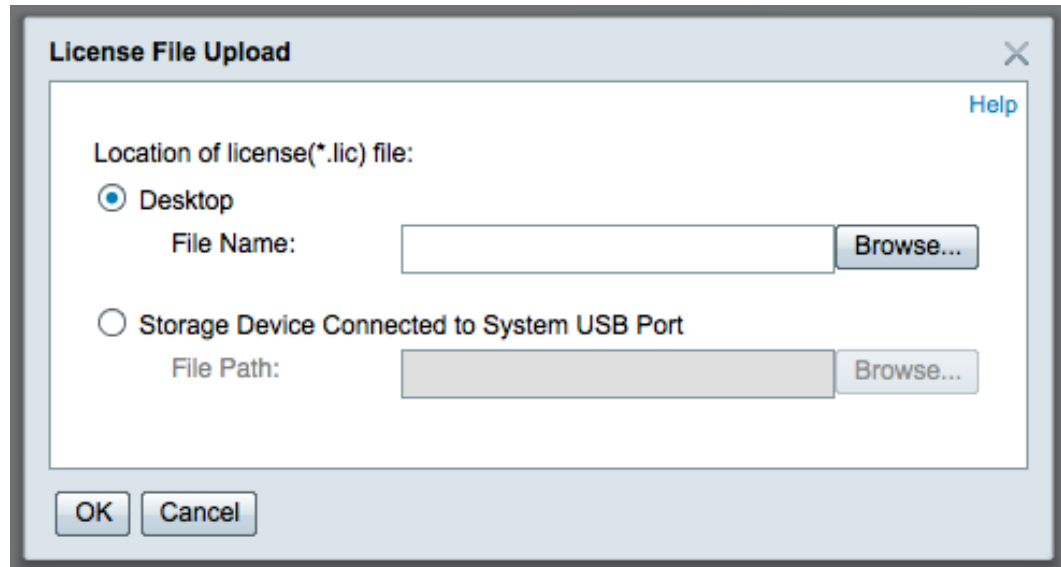 License File Upload
Help
Location of license(*.lic) file:
Desktop
File Name:
Browse...
Storage Device Connected to System USB Port
File Path:
Browse...
OK
Cancel